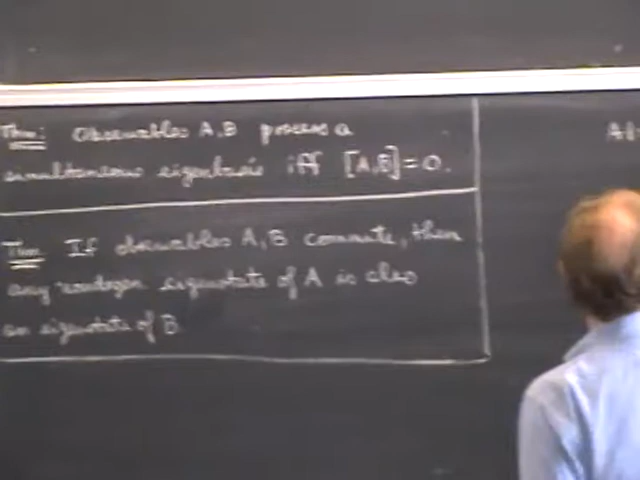 Thm: Observables A,B possess a
simultaneous eigenbasis iff [A,B]=0.
Thm. If observables A, B commute, then
any nondegen eigenstate of A is also
an eigenstate of B